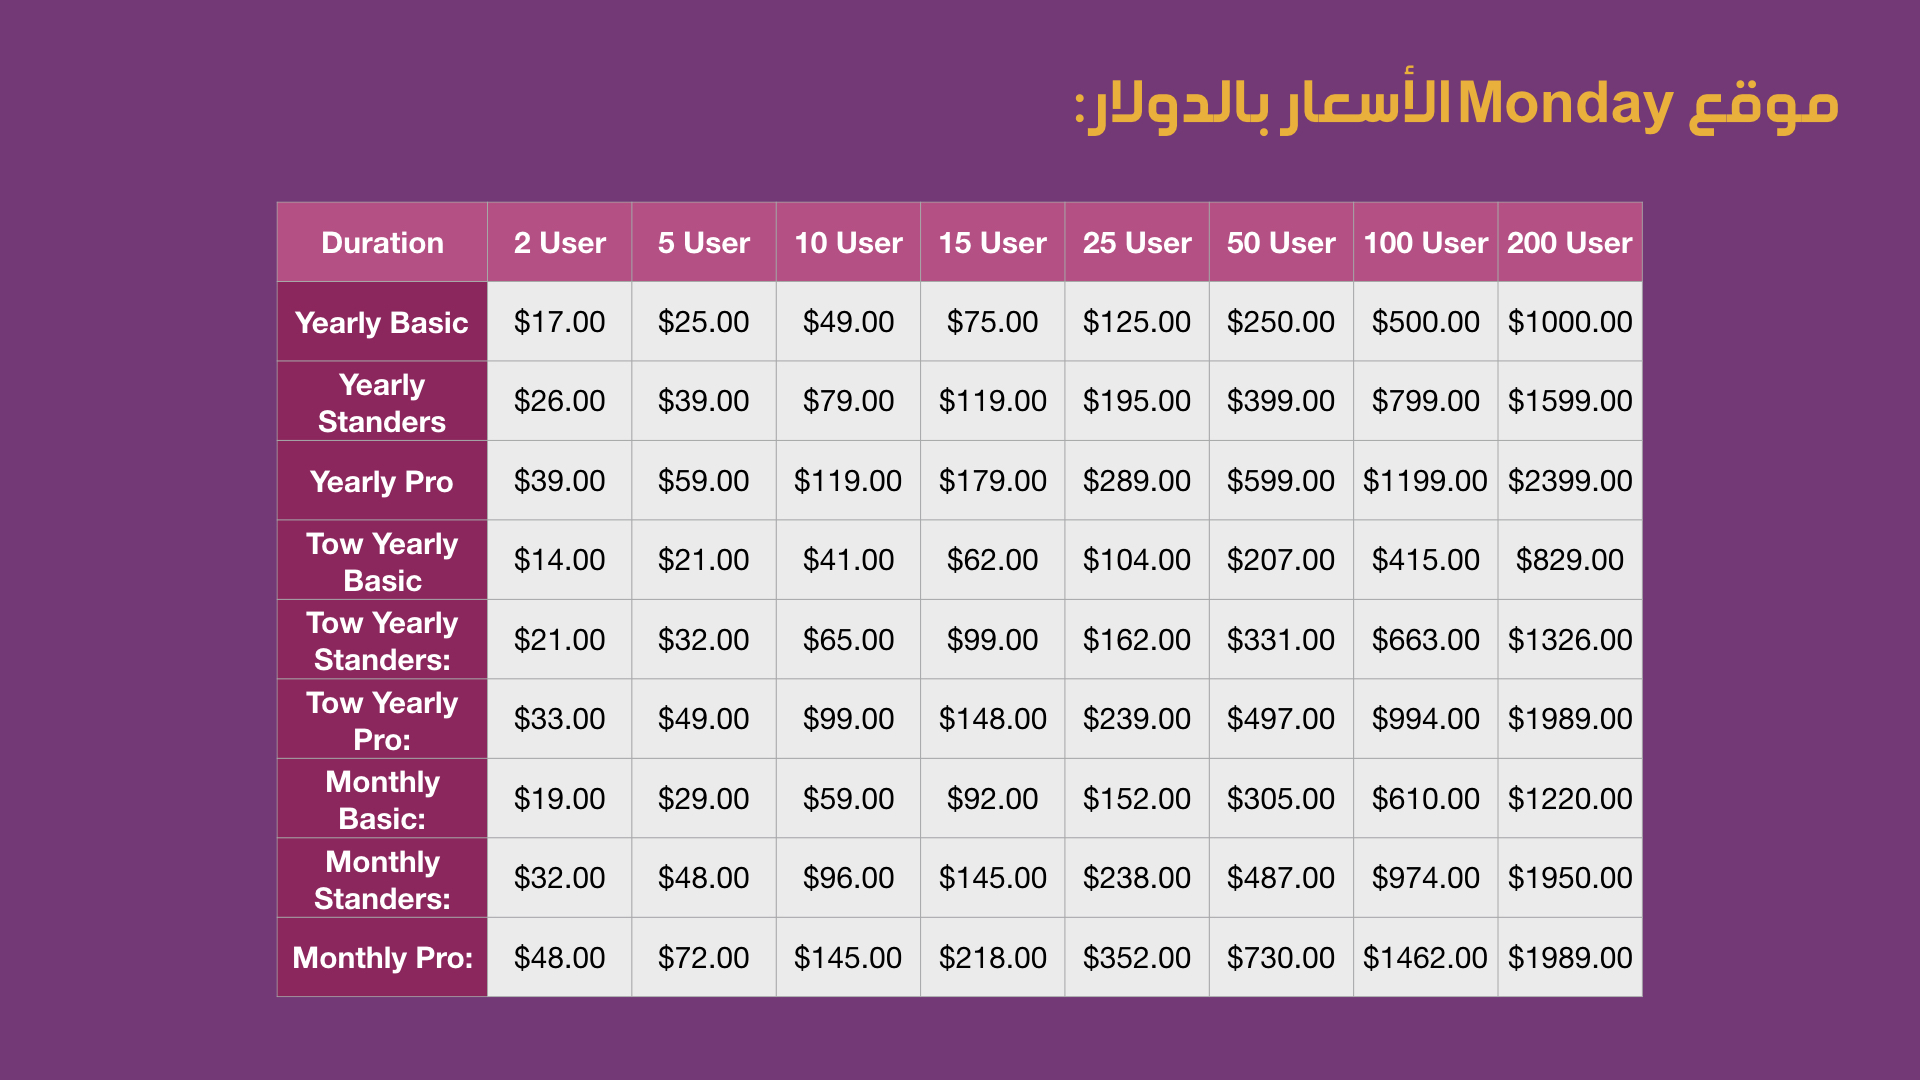 موقع Monday الأسعار بالدولار:
Duration 2 User 5 User 10 User 15 User 25 User 50 User 100 User 200 User
Yearly Basic $17.00 $25.00 $49.00 $75.00 $125.00 $250.00 $500.00 $1000.00
Yearly
Standers $26.00 $39.00 $79.00 $119.00 $195.00 $399.00 $799.00 $1599.00
Yearly Pro $39.00 $59.00 $119.00 $179.00 $289.00 $599.00 $1199.00 $2399.00
Tow Yearly
Basic $14.00 $21.00 $41.00 $62.00 $104.00 $207.00 $415.00 $829.00
Tow Yearly
Standers: $21.00 $32.00 $65.00 $99.00 $162.00 $331.00 $663.00 $1326.00
Tow Yearly
Pro: $33.00 $49.00 $99.00 $148.00 $239.00 $497.00 $994.00 $1989.00
Monthly
Basic: $19.00 $29.00 $59.00 $92.00 $152.00 $305.00 $610.00 $1220.00
Monthly
Standers: $32.00 $48.00 $96.00 $145.00 $238.00 $487.00 $974.00 $1950.00
Monthly Pro: $48.00 $72.00 $145.00 $218.00 $352.00 $730.00 $1462.00 $1989.00